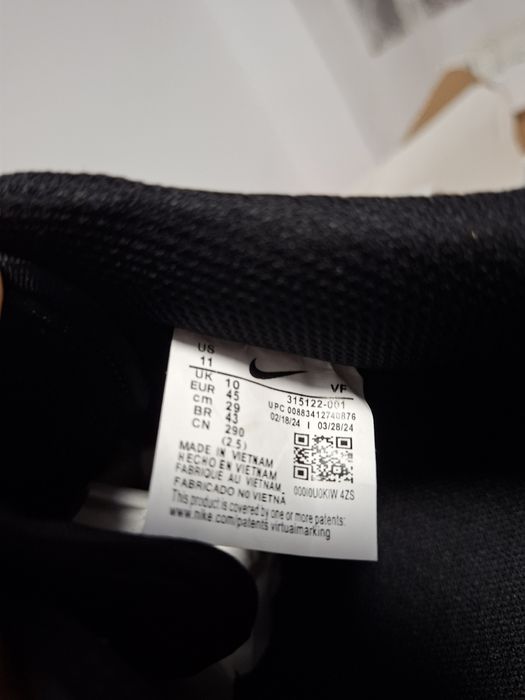 US 11
UK 10 VF
EUR 45 315122-001
cm 29 UPC 00883412740876
BR 43 02/18/24 | 03/28/24
CN 290
(2.5)
MADE IN VIETNAM
HECHO EN VIETNAM
FABRIQUÉ AU VIETNAM
FABRICADO NO VIETNÃ 000I0U0KIW 4ZS
This product is covered by one or more patents:
www.nike.com/patents virtualmarking